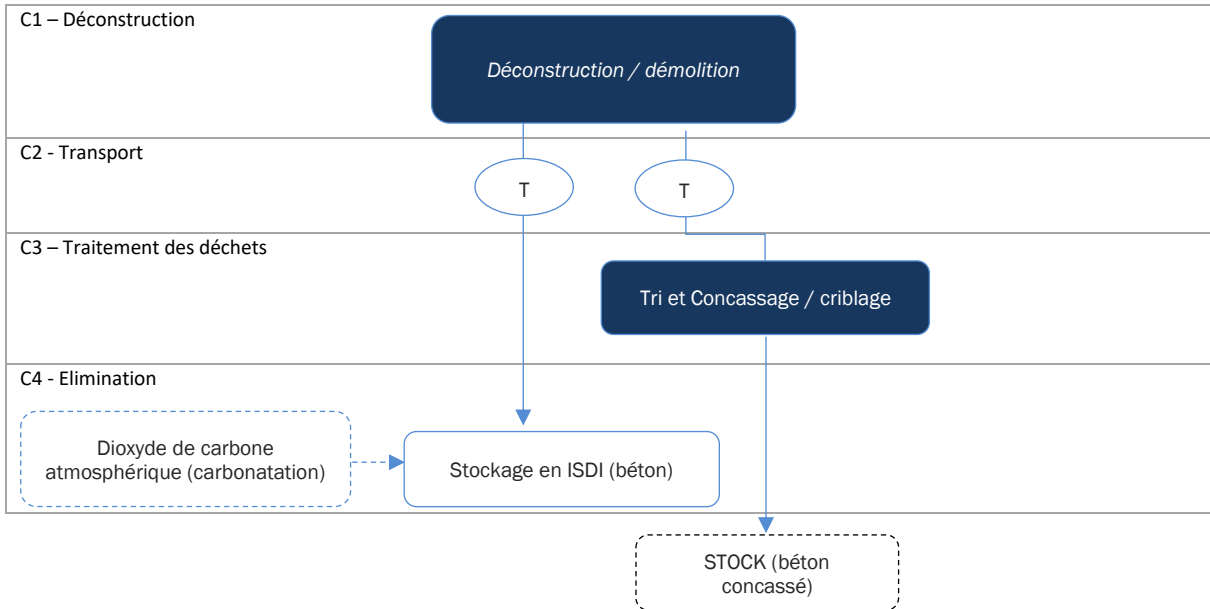 C1 – Déconstruction
Déconstruction / démolition
C2 - Transport
T
T
C3 – Traitement des déchets
Tri et Concassage / criblage
C4 - Elimination
Dioxyde de carbone
atmosphérique (carbonatation)
Stockage en ISDI (béton)
STOCK (béton
concassé)